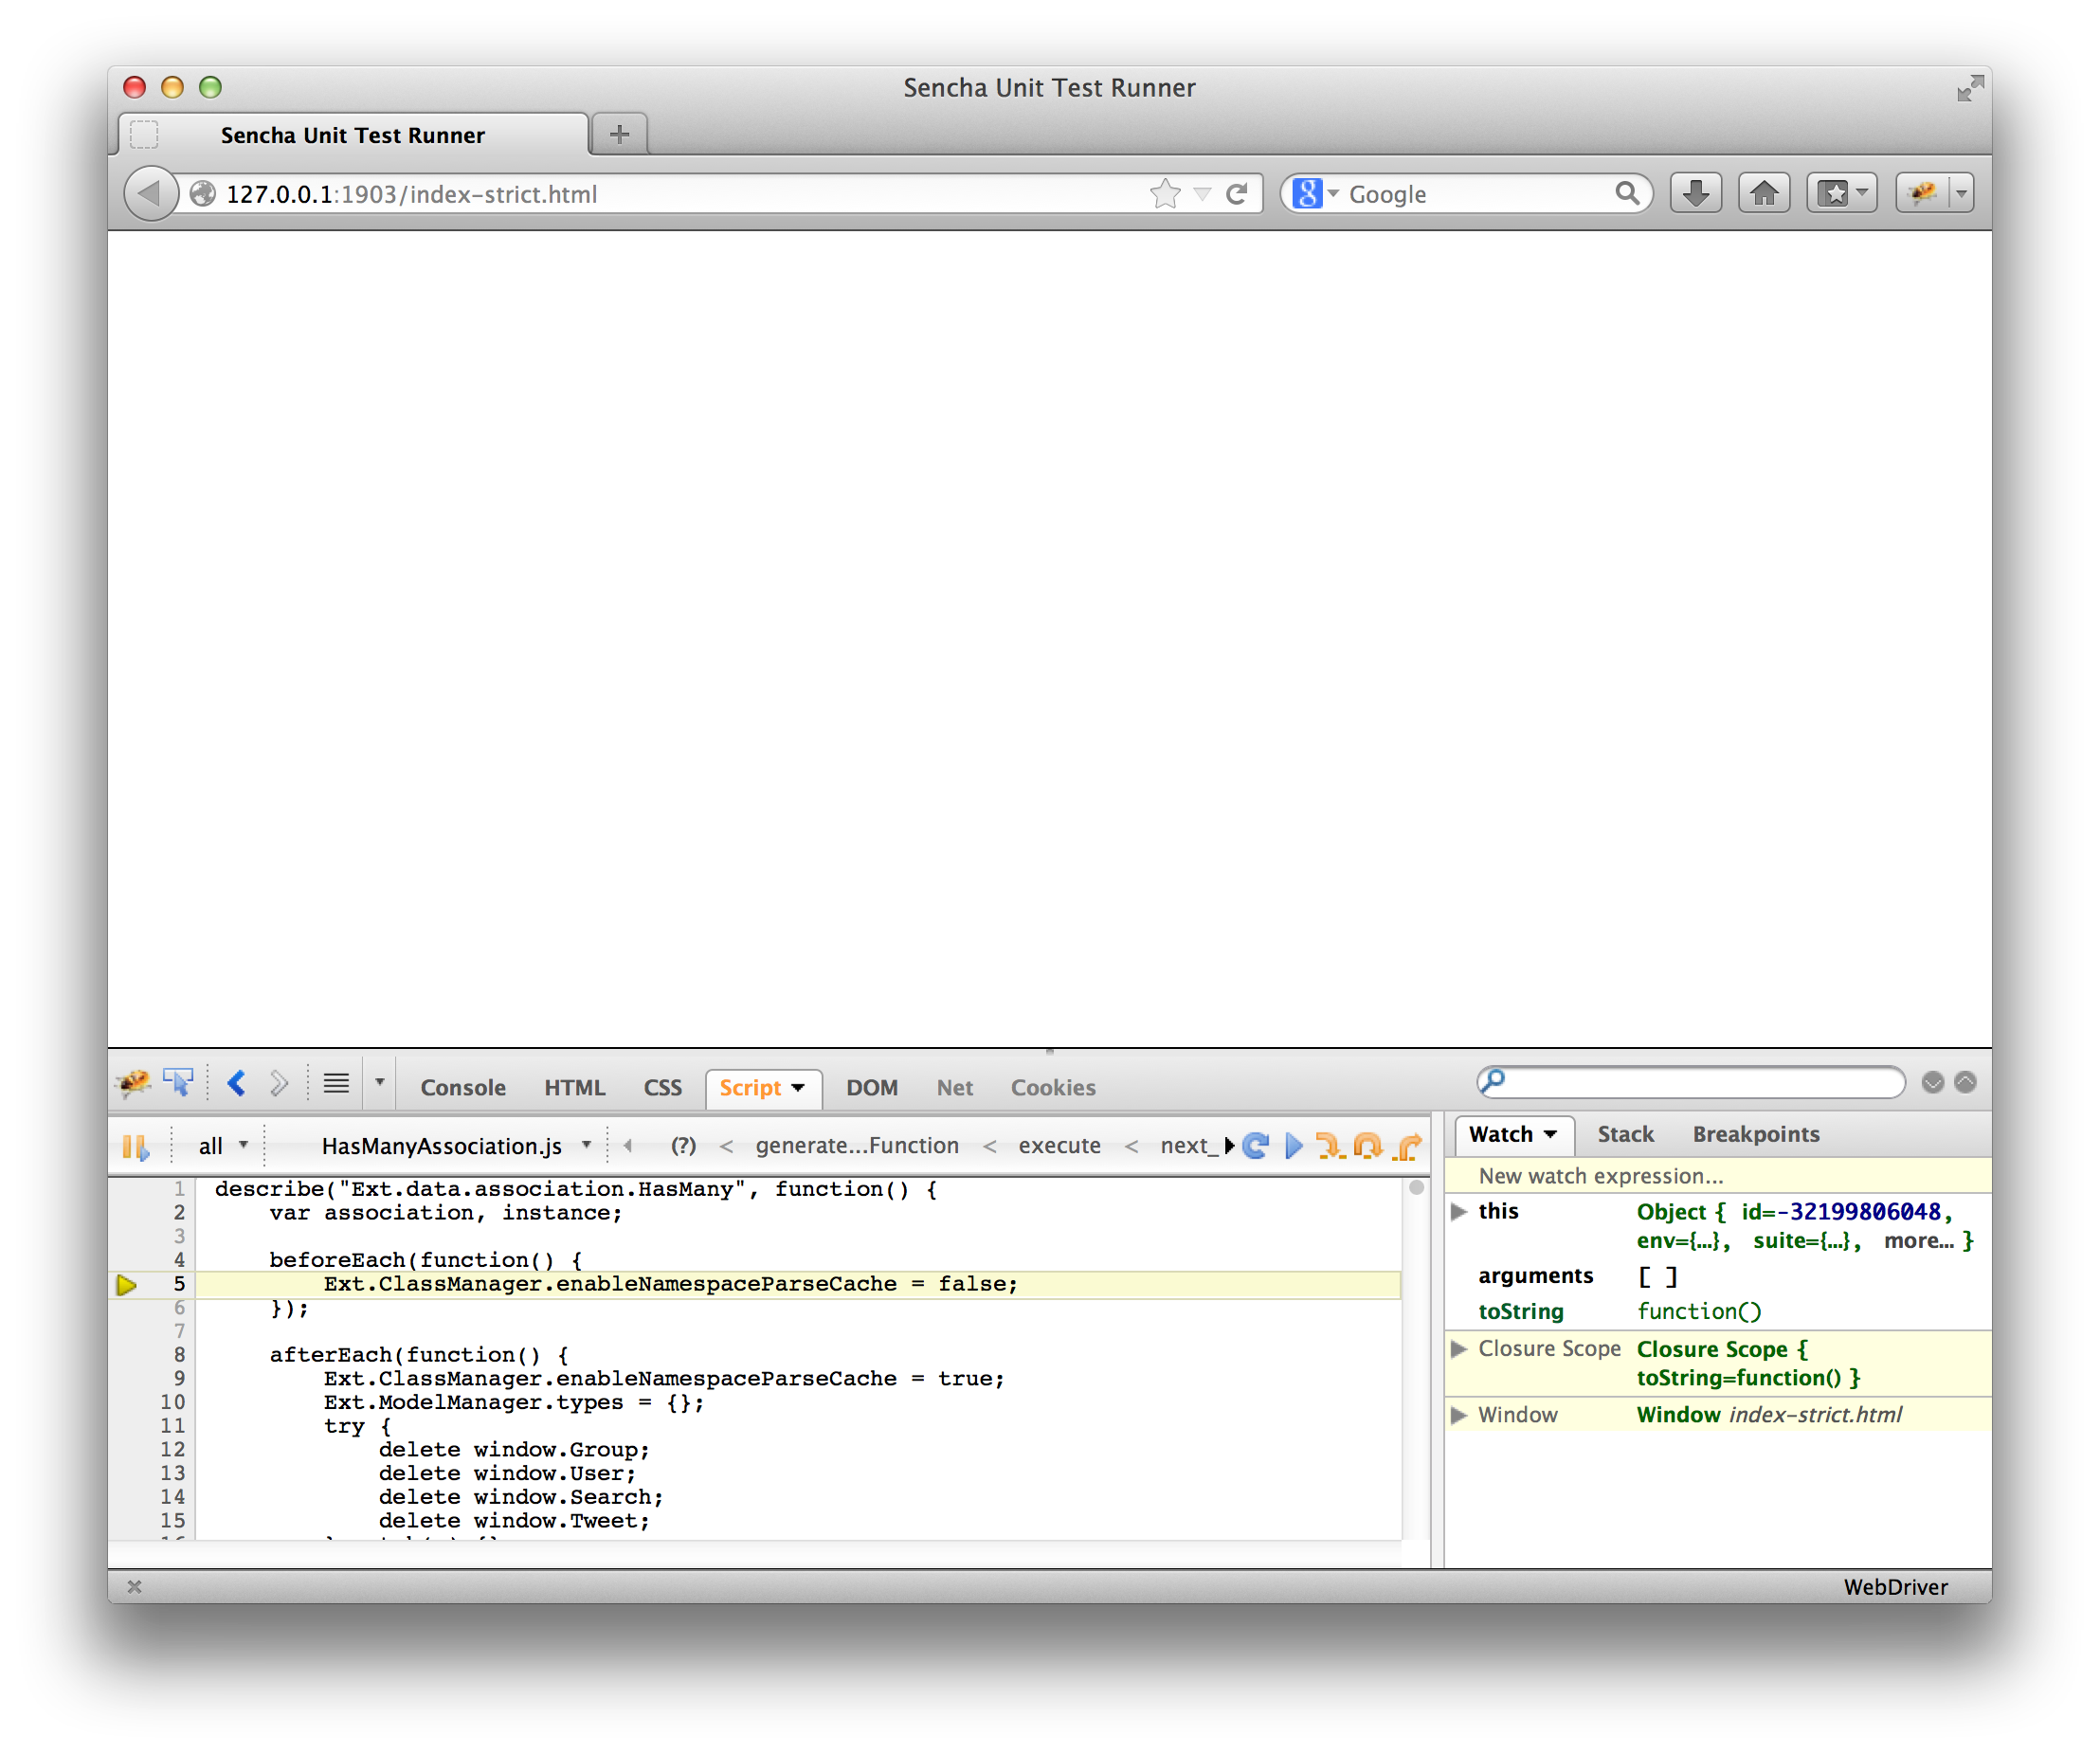 Sencha Unit Test Runner
Sencha Unit Test Runner
127.0.0.1:1903/index-strict.html
Google
Console HTML CSS Script DOM Net Cookies
all HasManyAssociation.js (?) < generate...Function < execute < next_
Watch Stack Breakpoints
1 describe("Ext.data.association.HasMany", function() {
2 var association, instance;
3
4 beforeEach(function() {
5 Ext.ClassManager.enableNamespaceParseCache = false;
6 });
7
8 afterEach(function() {
9 Ext.ClassManager.enableNamespaceParseCache = true;
10 Ext.ModelManager.types = {};
11 try {
12 delete window.Group;
13 delete window.User;
14 delete window.Search;
15 delete window.Tweet;
New watch expression...
this Object { id=-32199806048,
env={...}, suite={...}, more... }
arguments [ ]
toString function()
Closure Scope Closure Scope {
toString=function() }
Window Window index-strict.html
WebDriver